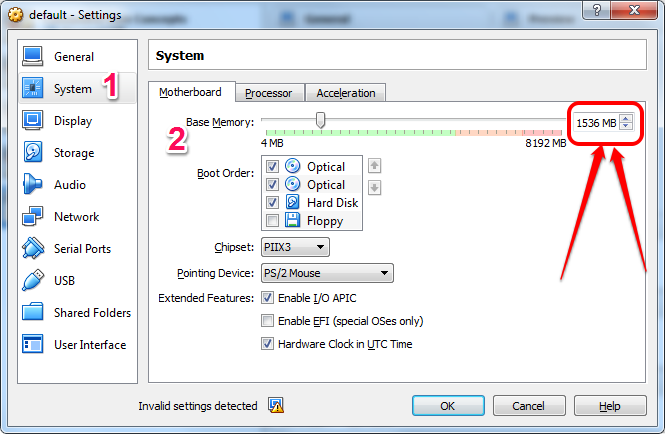 default - Settings
General
System
1
Display
Storage
Audio
Network
Serial Ports
USB
Shared Folders
User Interface
System
Motherboard Processor Acceleration
Base Memory: 1536 MB
2
4 MB 8192 MB
Boot Order: Optical
Optical
Hard Disk
Floppy
Chipset: PIIX3
Pointing Device: PS/2 Mouse
Extended Features: Enable I/O APIC
Enable EFI (special OSes only)
Hardware Clock in UTC Time
Invalid settings detected OK Cancel Help